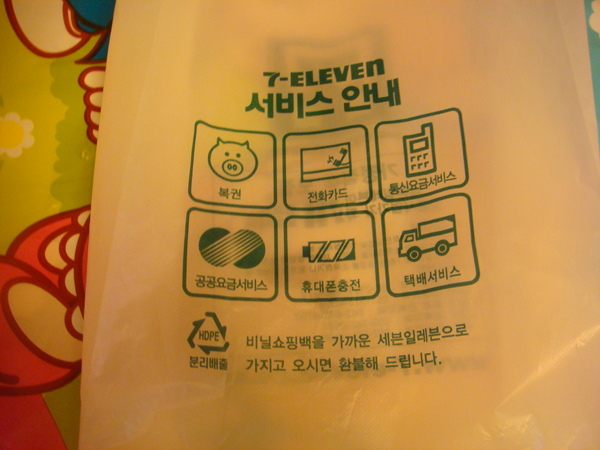 7-ELEVEn
서비스 안내
복권
전화카드
통신요금서비스
공공요금서비스
휴대폰충전
택배서비스
HDPE
분리배출
비닐쇼핑백을 가까운 세븐일레븐으로
가지고 오시면 환불해 드립니다.